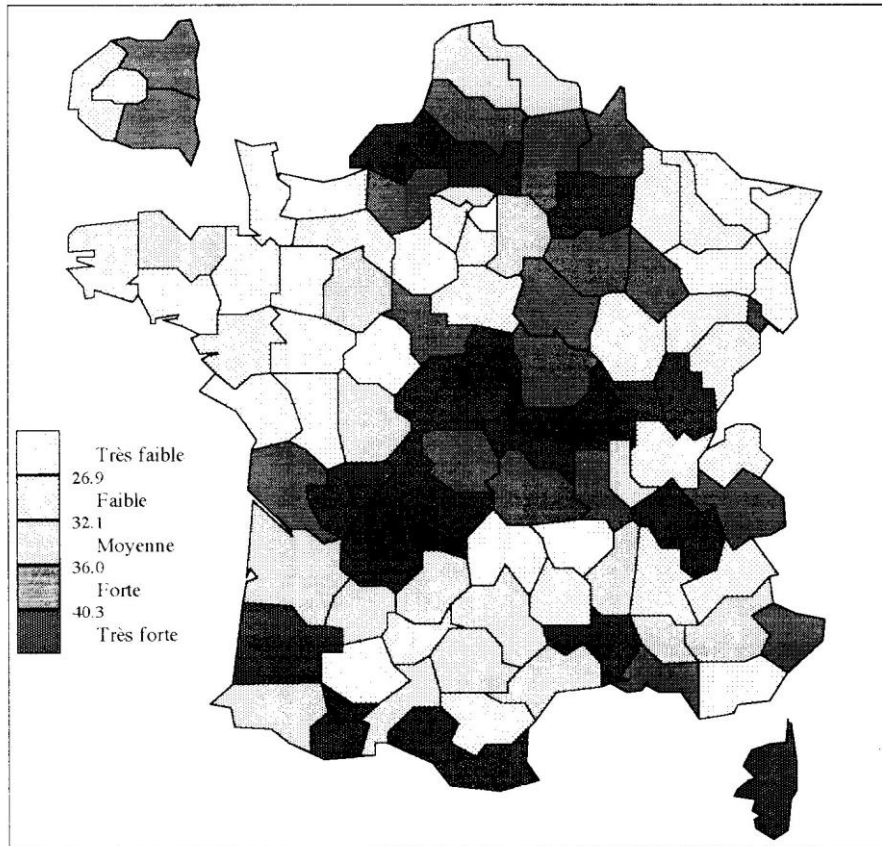 Très faible
26.9
Faible
32.1
Moyenne
36.0
Forte
40.3
Très forte